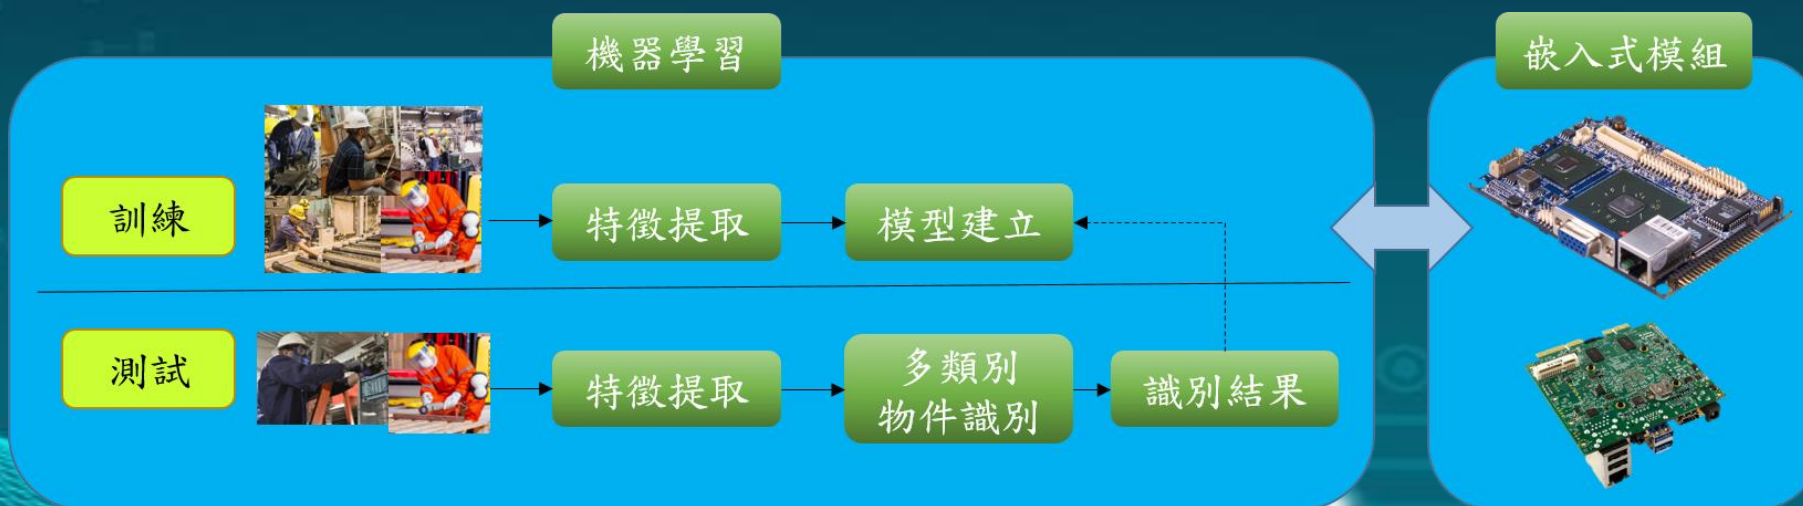 機器學習
嵌入式模組
訓練
特徵提取
模型建立
測試
特徵提取
多類別
物件識別
識別結果